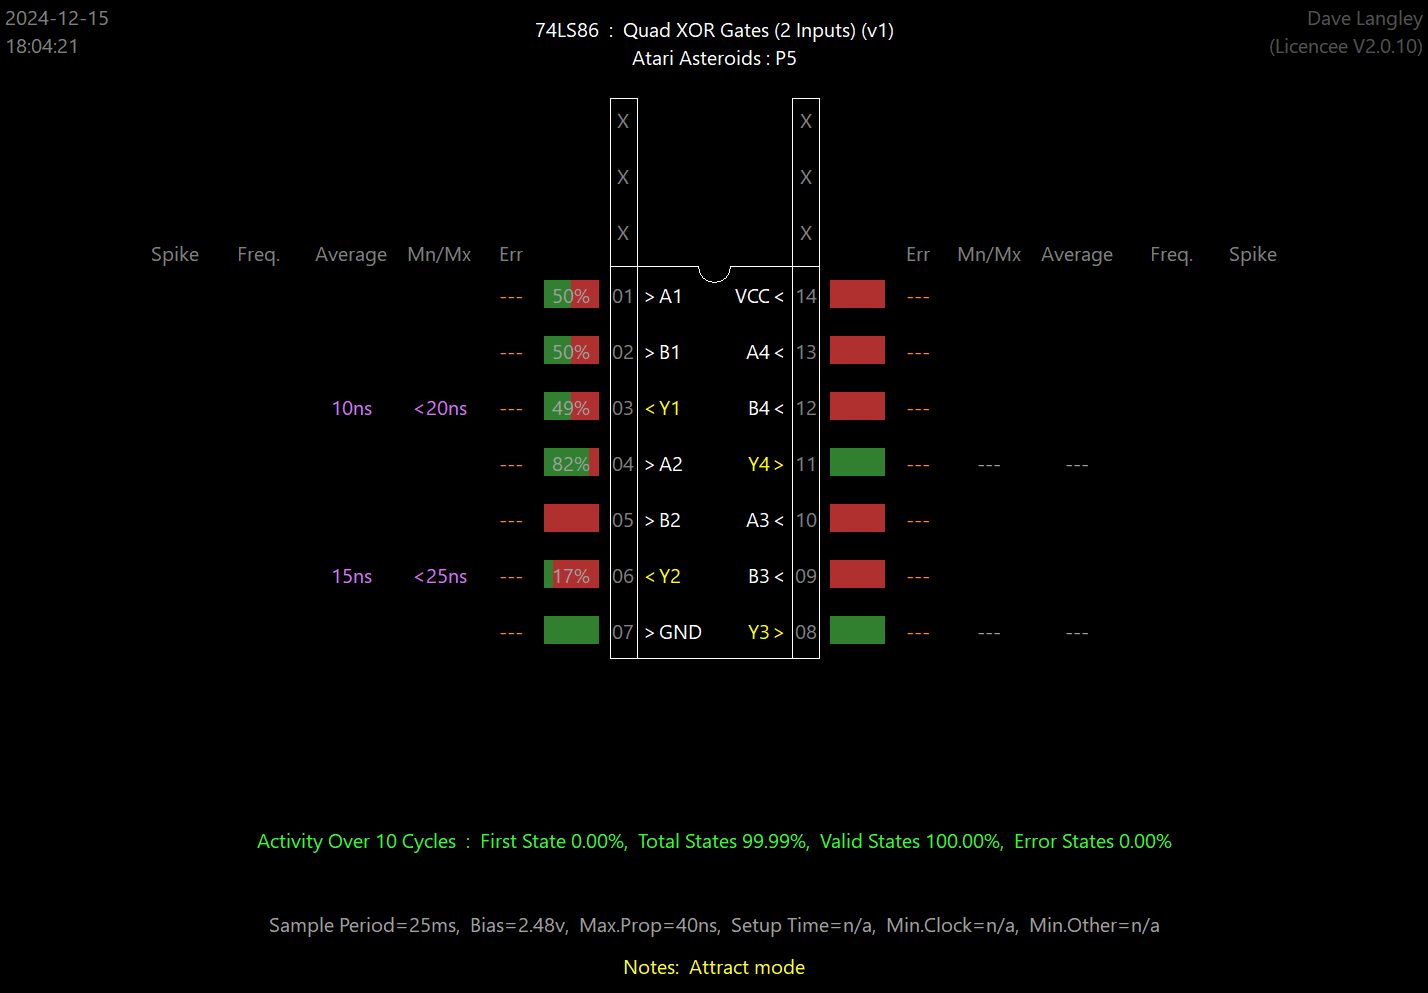 2024-12-15
18:04:21
74LS86 : Quad XOR Gates (2 Inputs) (v1)
Atari Asteroids : P5
Dave Langley
(Licencee V2.0.10)
X X
X X
X X
Spike Freq. Average Mn/Mx Err Err Mn/Mx Average Freq. Spike
--- 50% 01 > A1 VCC < 14 ---
--- 50% 02 > B1 A4 < 13 ---
10ns <20ns --- 49% 03 < Y1 B4 < 12 ---
--- 82% 04 > A2 Y4 > 11 --- --- ---
--- 05 > B2 A3 < 10 ---
15ns <25ns --- 17% 06 < Y2 B3 < 09 ---
--- 07 > GND Y3 > 08 --- --- ---
Activity Over 10 Cycles : First State 0.00%, Total States 99.99%, Valid States 100.00%, Error States 0.00%
Sample Period=25ms, Bias=2.48v, Max.Prop=40ns, Setup Time=n/a, Min.Clock=n/a, Min.Other=n/a
Notes: Attract mode